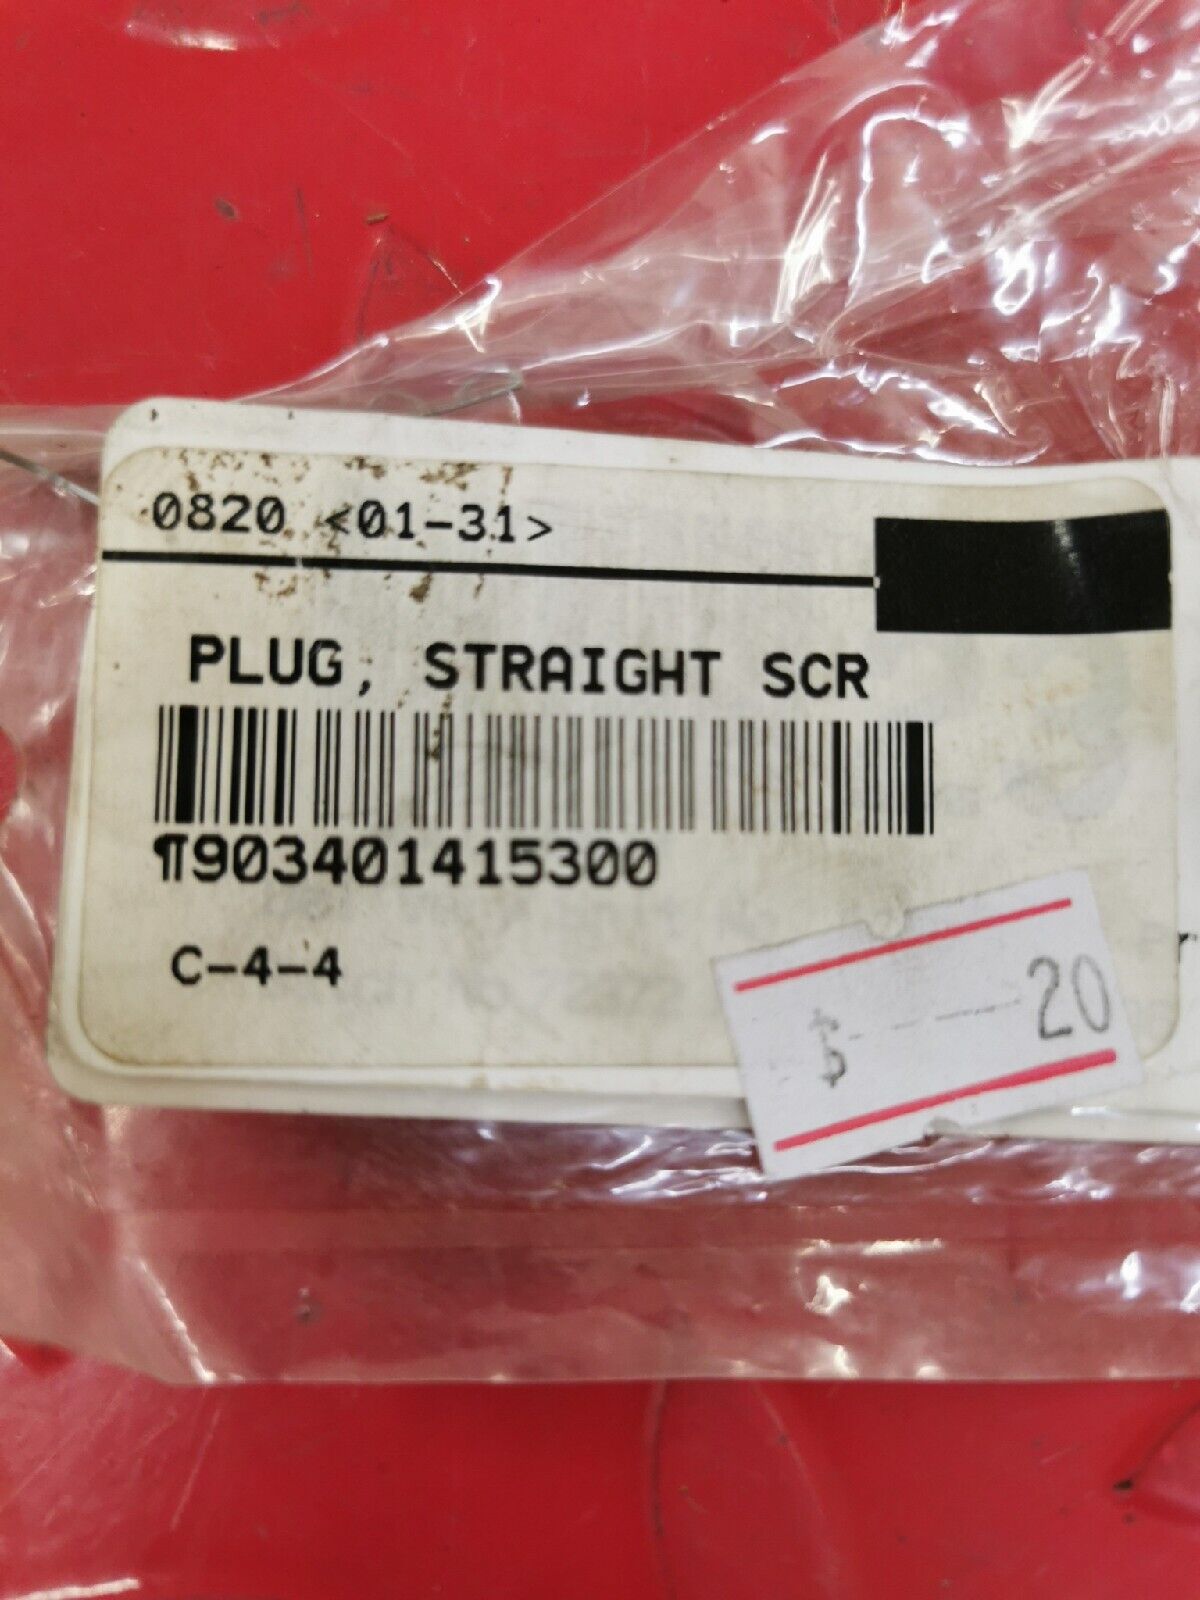 0820 <01-31>
PLUG, STRAIGHT SCR
¶903401415300
C-4-4
$ 20